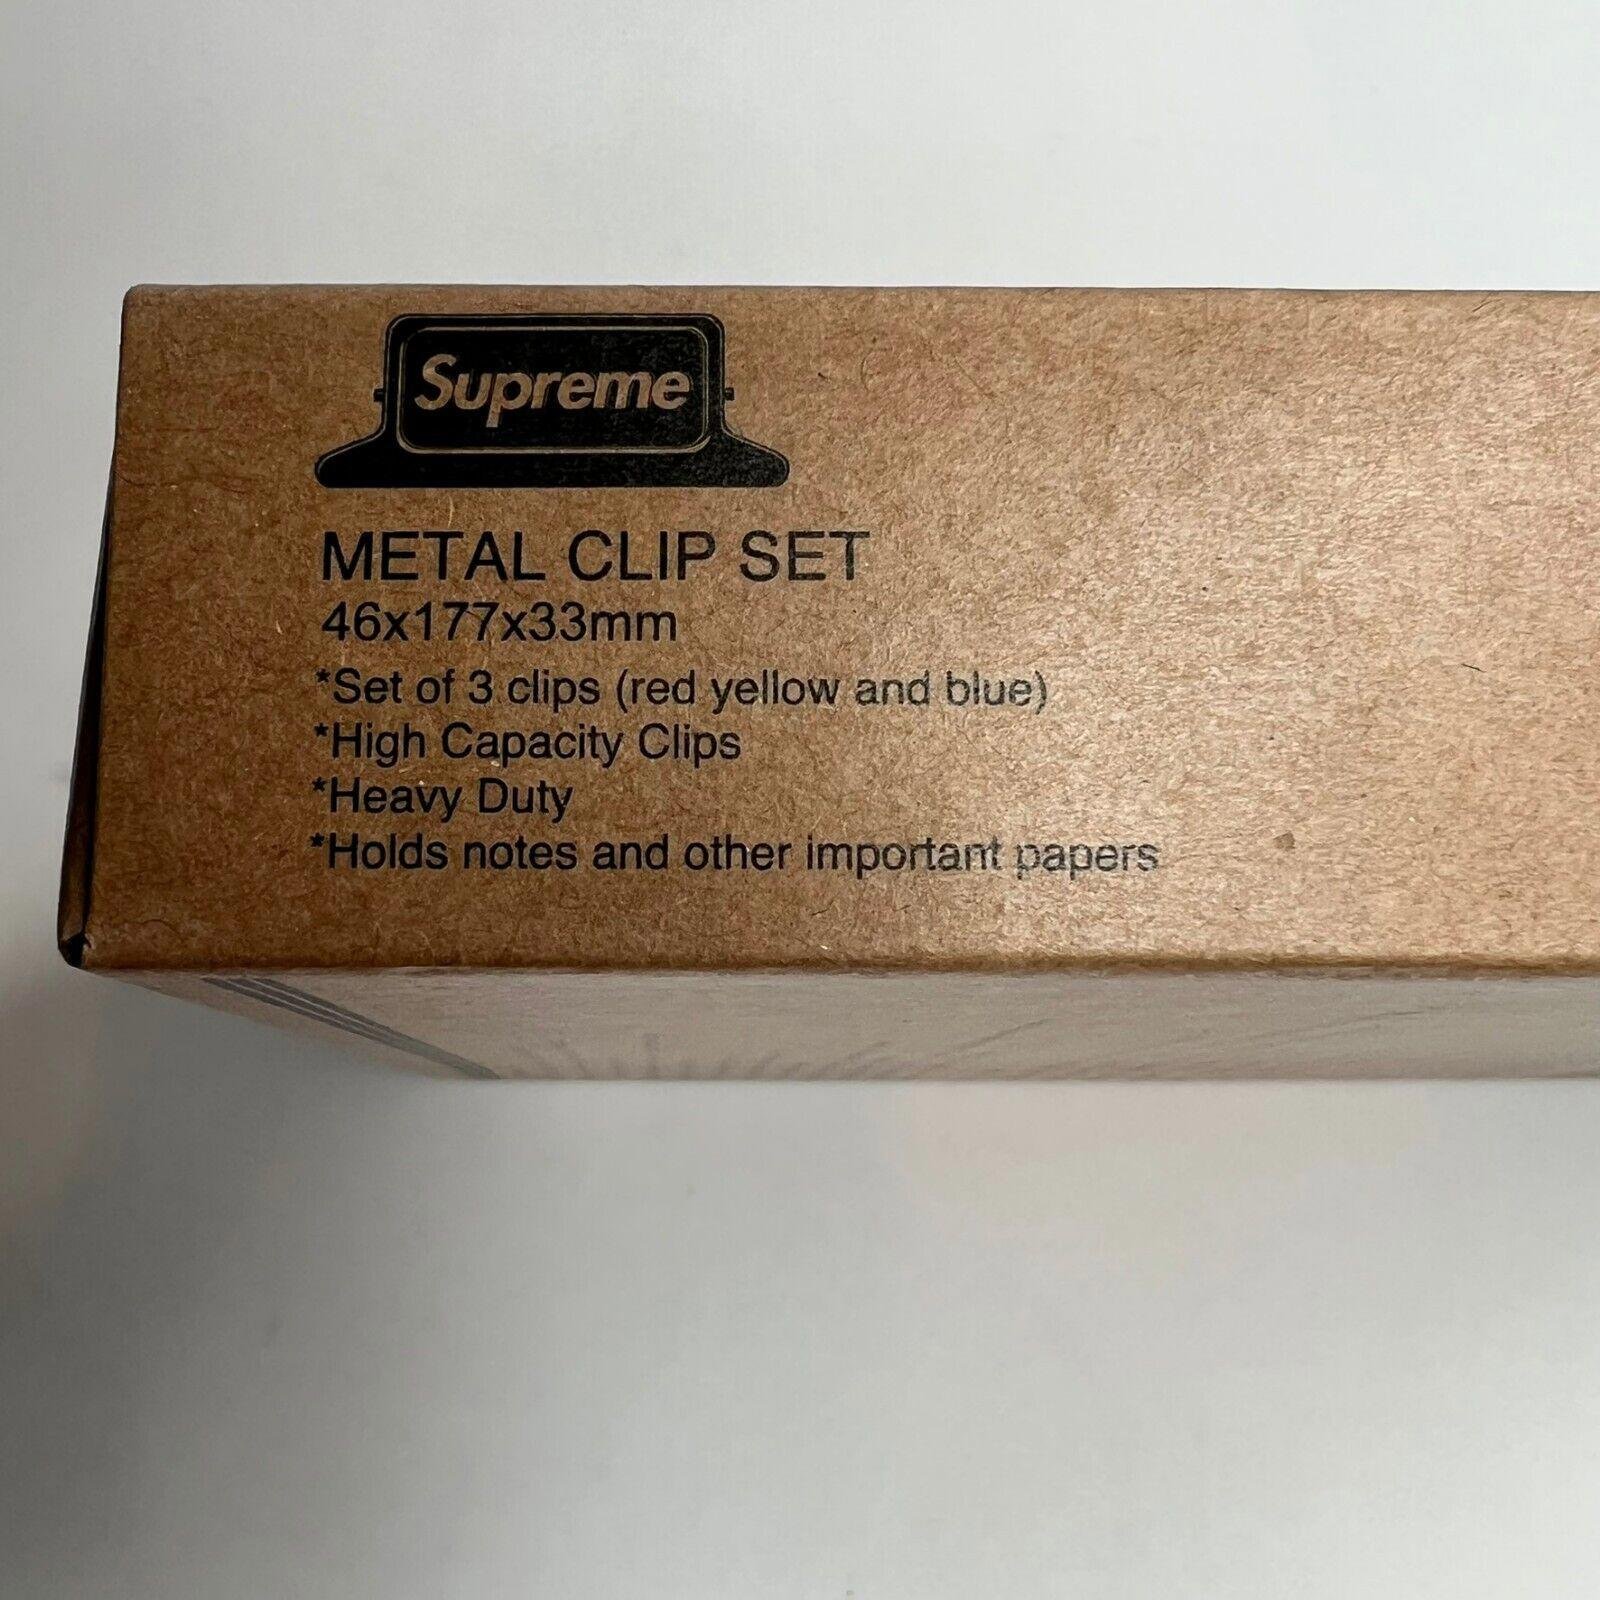 Supreme
METAL CLIP SET
46x177x33mm
*Set of 3 clips (red yellow and blue)
*High Capacity Clips
*Heavy Duty
*Holds notes and other important papers